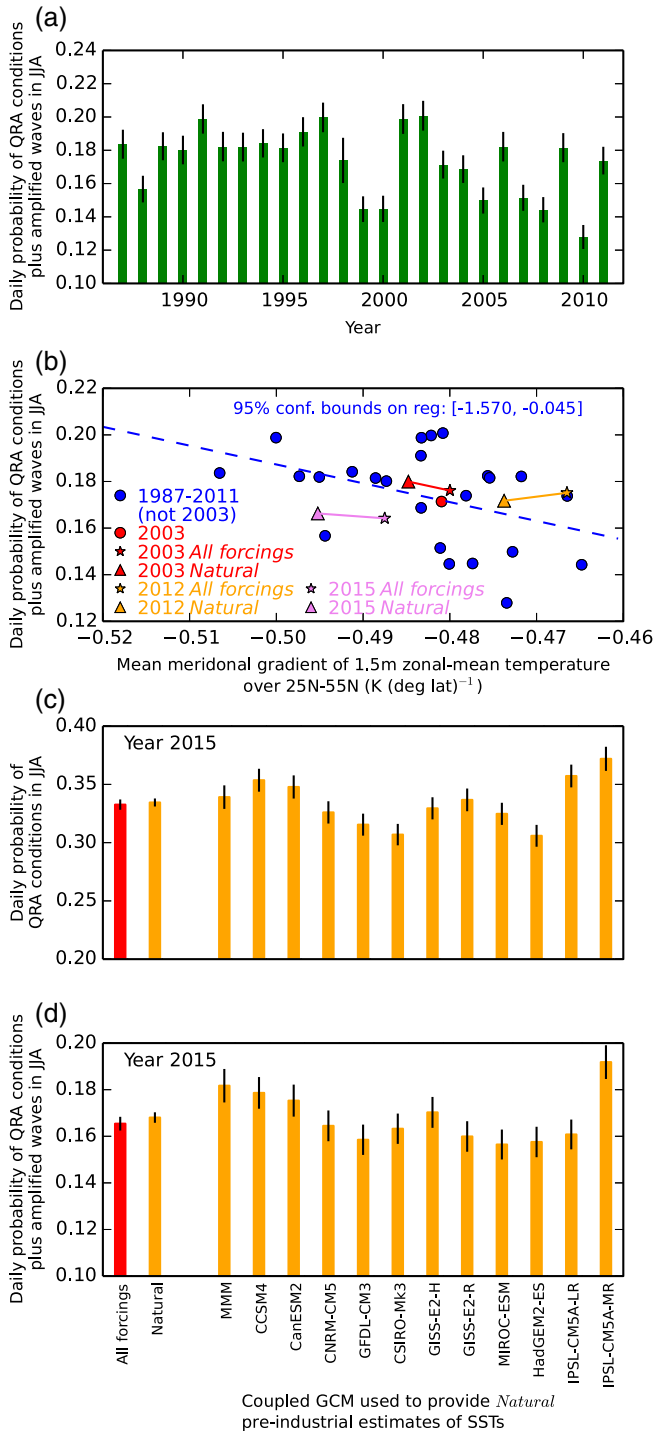 (a)
0.24
0.22
0.20
0.18
0.16
0.14
0.12
0.10
1990 1995 2000 2005 2010
Year
Daily probability of QRA conditions
plus amplified waves in JJA
(b)
0.22
0.20
0.18
0.16
0.14
0.12
95% conf. bounds on reg: [-1.570, -0.045]
1987-2011
(not 2003)
2003
2003 All forcings
2003 Natural
2012 All forcings
2012 Natural
2015 All forcings
2015 Natural
−0.52 −0.51 −0.50 −0.49 −0.48 −0.47 −0.46
Mean meridonal gradient of 1.5m zonal-mean temperature
over 25N-55N (K (deg lat)−1)
Daily probability of QRA conditions
plus amplified waves in JJA
(c)
0.40
0.35
0.30
0.25
0.20
Year 2015
Daily probability of
QRA conditions in JJA
(d)
0.20
0.18
0.16
0.14
0.12
0.10
Year 2015
Daily probability of QRA conditions
plus amplified waves in JJA
All forcings
Natural
MMM
CCSM4
CanESM2
CNRM-CM5
GFDL-CM3
CSIRO-Mk3
GISS-E2-H
GISS-E2-R
MIROC-ESM
HadGEM2-ES
IPSL-CM5A-LR
IPSL-CM5A-MR
Coupled GCM used to provide Natural
pre-industrial estimates of SSTs